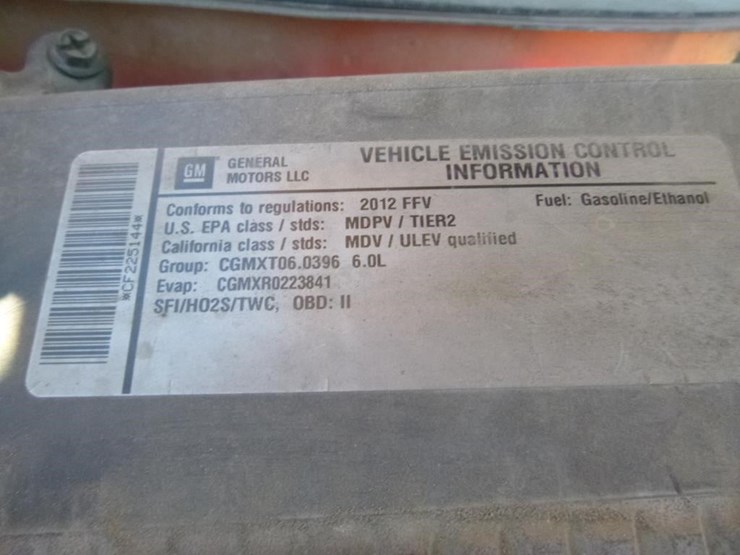 GM GENERAL MOTORS LLC
VEHICLE EMISSION CONTROL
INFORMATION
Conforms to regulations: 2012 FFV Fuel: Gasoline/Ethanol
U.S. EPA class / stds: MDPV / TIER2
California class / stds: MDV / ULEV qualified
Group: CGMXT06.0396 6.0L
Evap: CGMXR0223841
SFI/HO2S/TWC, OBD: II
*CF225144*